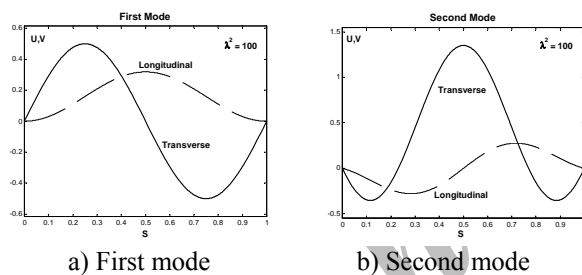 First Mode
0.6
U,V
λ² = 100
Longitudinal
0.4
0.2
0
Transverse
-0.2
-0.4
-0.6
0 0.1 0.2 0.3 0.4 0.5 0.6 0.7 0.8 0.9 1
S
a) First mode
Second Mode
U,V
λ² = 100
1.5
Transverse
1
0.5
0
Longitudinal
-0.5
0 0.1 0.2 0.3 0.4 0.5 0.6 0.7 0.8 0.9
S
b) Second mode